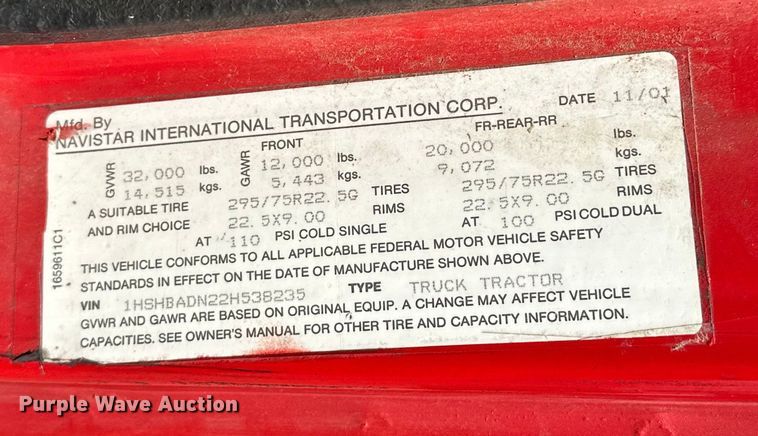 Mfd. By
NAVISTAR INTERNATIONAL TRANSPORTATION CORP. DATE 11/01
FRONT FR-REAR-RR
GVWR 32,000 lbs. GAWR 12,000 lbs. 20,000 lbs.
14,515 kgs. 5,443 kgs. 9,072 kgs.
A SUITABLE TIRE 295/75R22.5G TIRES 295/75R22.5G TIRES
AND RIM CHOICE 22.5X9.00 RIMS 22.5X9.00 RIMS
AT 110 PSI COLD SINGLE AT 100 PSI COLD DUAL
THIS VEHICLE CONFORMS TO ALL APPLICABLE FEDERAL MOTOR VEHICLE SAFETY
STANDARDS IN EFFECT ON THE DATE OF MANUFACTURE SHOWN ABOVE.
VIN 1HSHBADN22H538235 TYPE TRUCK TRACTOR
GVWR AND GAWR ARE BASED ON ORIGINAL EQUIP. A CHANGE MAY AFFECT VEHICLE
CAPACITIES. SEE OWNER'S MANUAL FOR OTHER TIRE AND CAPACITY INFORMATION.
1659611C1
Purple Wave Auction